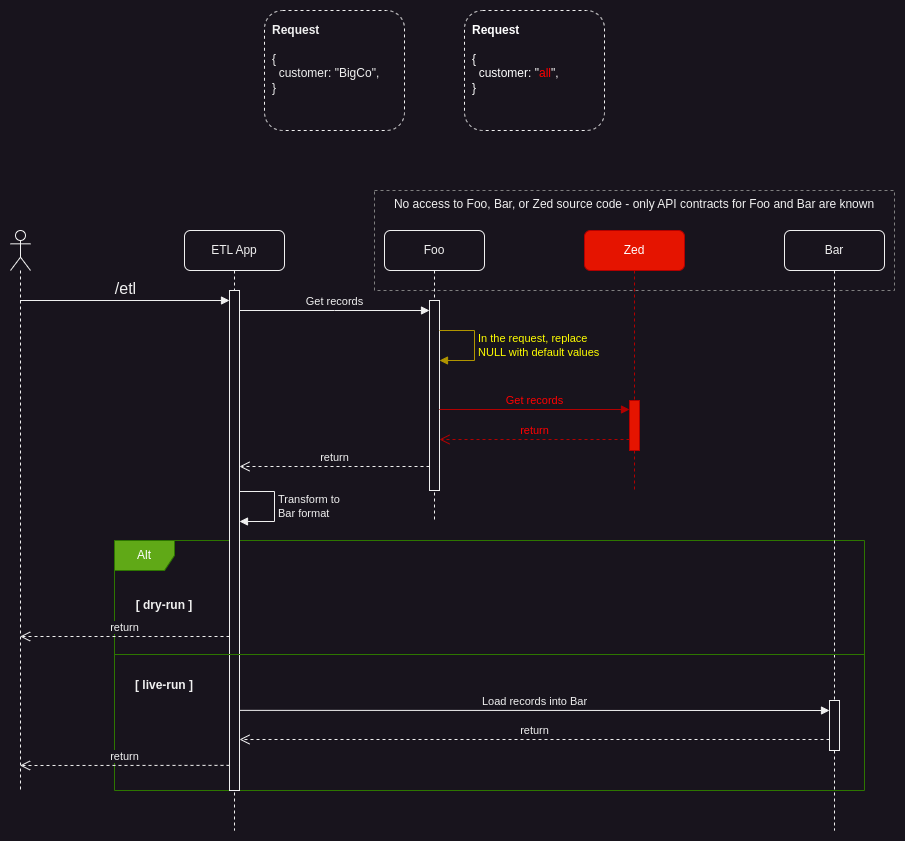 Request
{
customer: "BigCo",
}
Request
{
customer: "all",
}
No access to Foo, Bar, or Zed source code - only API contracts for Foo and Bar are known
ETL App
Foo
Zed
Bar
/etl
Get records
In the request, replace
NULL with default values
Get records
return
return
Transform to
Bar format
Alt
[ dry-run ]
return
[ live-run ]
Load records into Bar
return
return